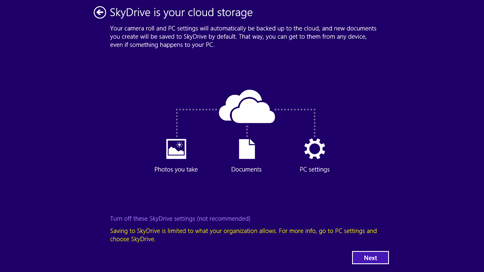 SkyDrive is your cloud storage
Your camera roll and PC settings will automatically be backed up to the cloud, and new documents
you create will be saved to SkyDrive by default. That way, you can get to them from any device,
even if something happens to your PC.
Photos you take
Documents
PC settings
Turn off these SkyDrive settings (not recommended)
Saving to SkyDrive is limited to what your organization allows. For more info, go to PC settings and
choose SkyDrive.
Next